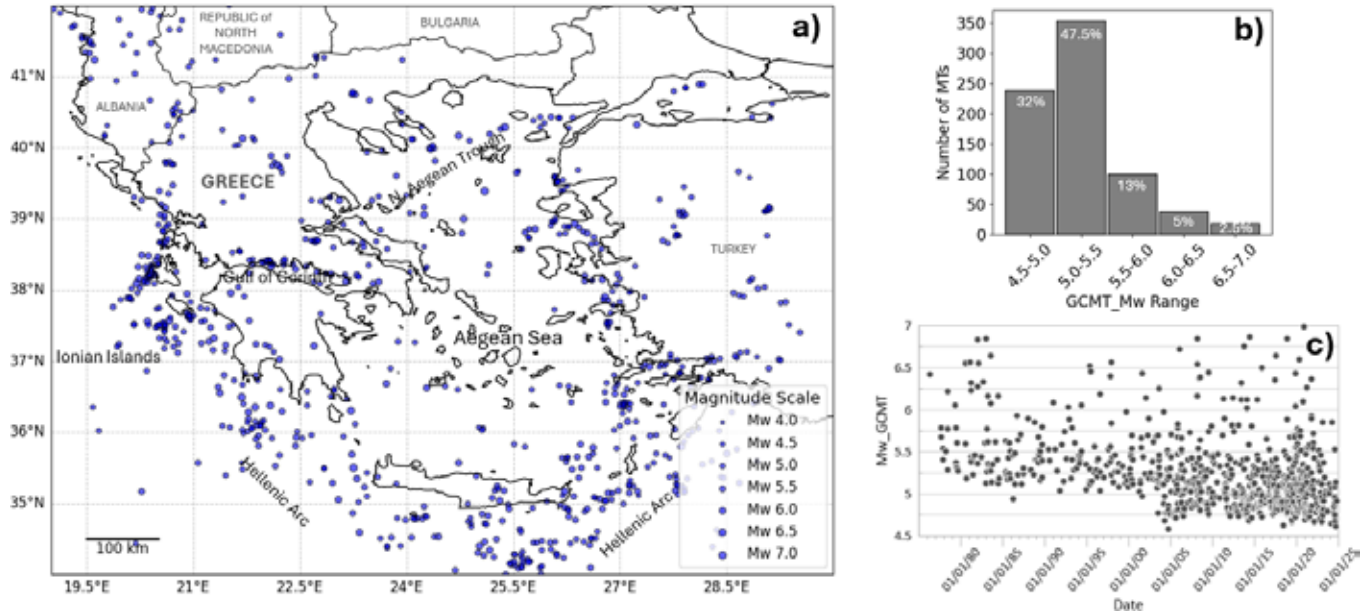 a)
REPUBLIC of
NORTH
MACEDONIA
BULGARIA
ALBANIA
GREECE
N. Aegean Trough
TURKEY
Gulf of Corinth
Aegean Sea
Ionian Islands
Hellenic Arc
Hellenic Arc
100 km
41°N
40°N
39°N
38°N
37°N
36°N
35°N
19.5°E
21°E
22.5°E
24°E
25.5°E
27°E
28.5°E
Magnitude Scale
Mw 4.0
Mw 4.5
Mw 5.0
Mw 5.5
Mw 6.0
Mw 6.5
Mw 7.0
b)
Number of MTs
350
300
250
200
150
100
50
0
32%
47.5%
13%
5%
2.5%
4.5-5.0
5.0-5.5
5.5-6.0
6.0-6.5
6.5-7.0
GCMT_Mw Range
c)
Mw_GCMT
7
6.5
6
5.5
5
4.5
01/01/80
01/01/85
01/01/90
01/01/95
01/01/00
01/01/05
01/01/10
01/01/15
01/01/20
01/01/25
Date